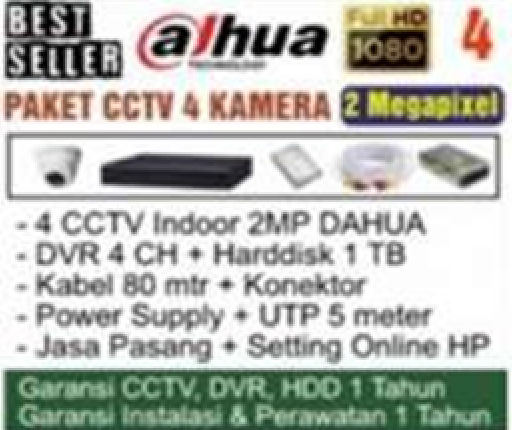 BEST
SELLER
alhua
TECHNOLOGY
Full HD
1080
4
PAKET CCTV 4 KAMERA 2 Megapixel
- 4 CCTV Indoor 2MP DAHUA
- DVR 4 CH + Harddisk 1 TB
- Kabel 80 mtr + Konektor
- Power Supply + UTP 5 meter
- Jasa Pasang + Setting Online HP
Garansi CCTV, DVR, HDD 1 Tahun
Garansi Instalasi & Perawatan 1 Tahun